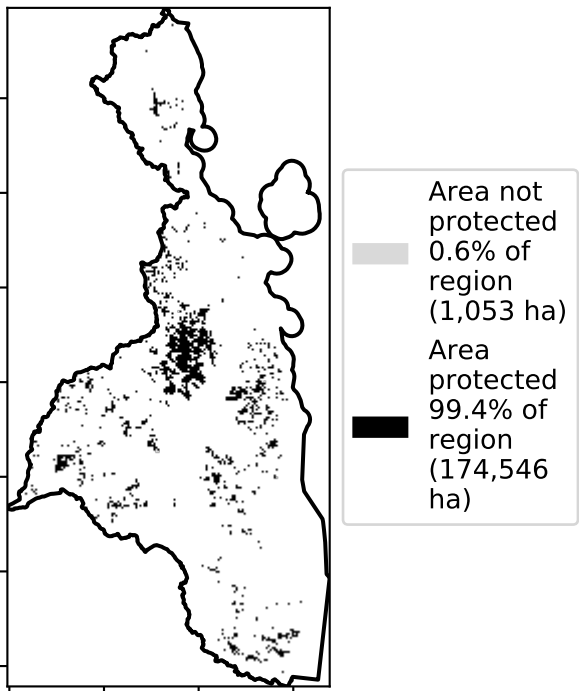 Area not
protected
0.6% of
region
(1,053 ha)
Area
protected
99.4% of
region
(174,546
ha)